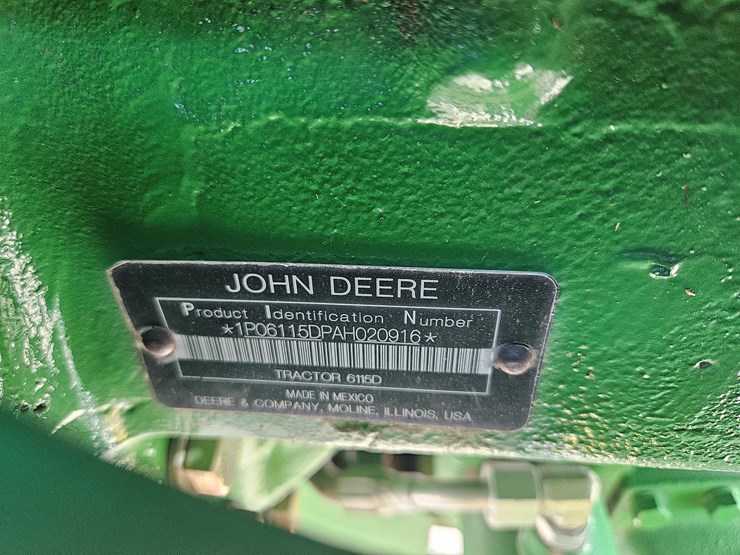 JOHN DEERE
Product Identification Number
*1P06115DPAH020916*
TRACTOR 6115D
MADE IN MEXICO
DEERE & COMPANY, MOLINE, ILLINOIS, USA